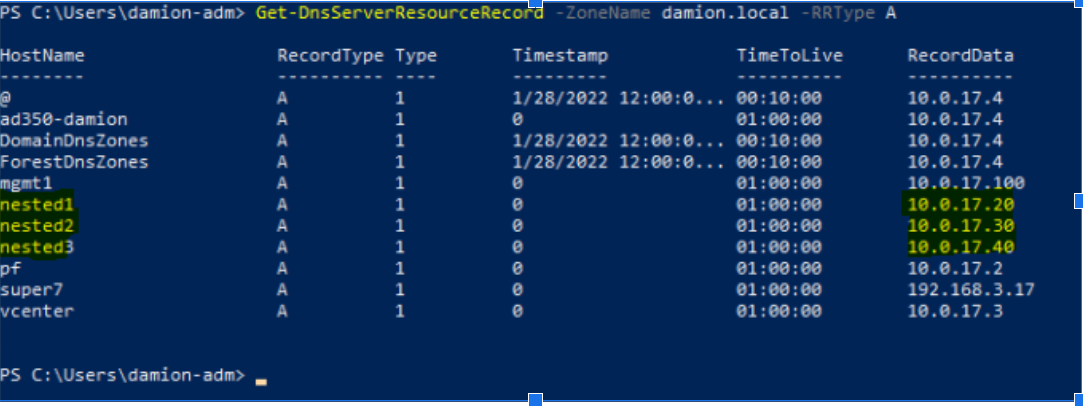 PS C:\Users\damion-adm> Get-DnsServerResourceRecord -ZoneName damion.local -RRType A
HostName RecordType Type Timestamp TimeToLive RecordData
-------- ---------- ---- --------- ---------- ----------
@ A 1 1/28/2022 12:00:0... 00:10:00 10.0.17.4
ad350-damion A 1 0 01:00:00 10.0.17.4
DomainDnsZones A 1 1/28/2022 12:00:0... 00:10:00 10.0.17.4
ForestDnsZones A 1 1/28/2022 12:00:0... 00:10:00 10.0.17.4
mgmt1 A 1 0 01:00:00 10.0.17.100
nested1 A 1 0 01:00:00 10.0.17.20
nested2 A 1 0 01:00:00 10.0.17.30
nested3 A 1 0 01:00:00 10.0.17.40
pf A 1 0 01:00:00 10.0.17.2
super7 A 1 0 01:00:00 192.168.3.17
vcenter A 1 0 01:00:00 10.0.17.3
PS C:\Users\damion-adm>